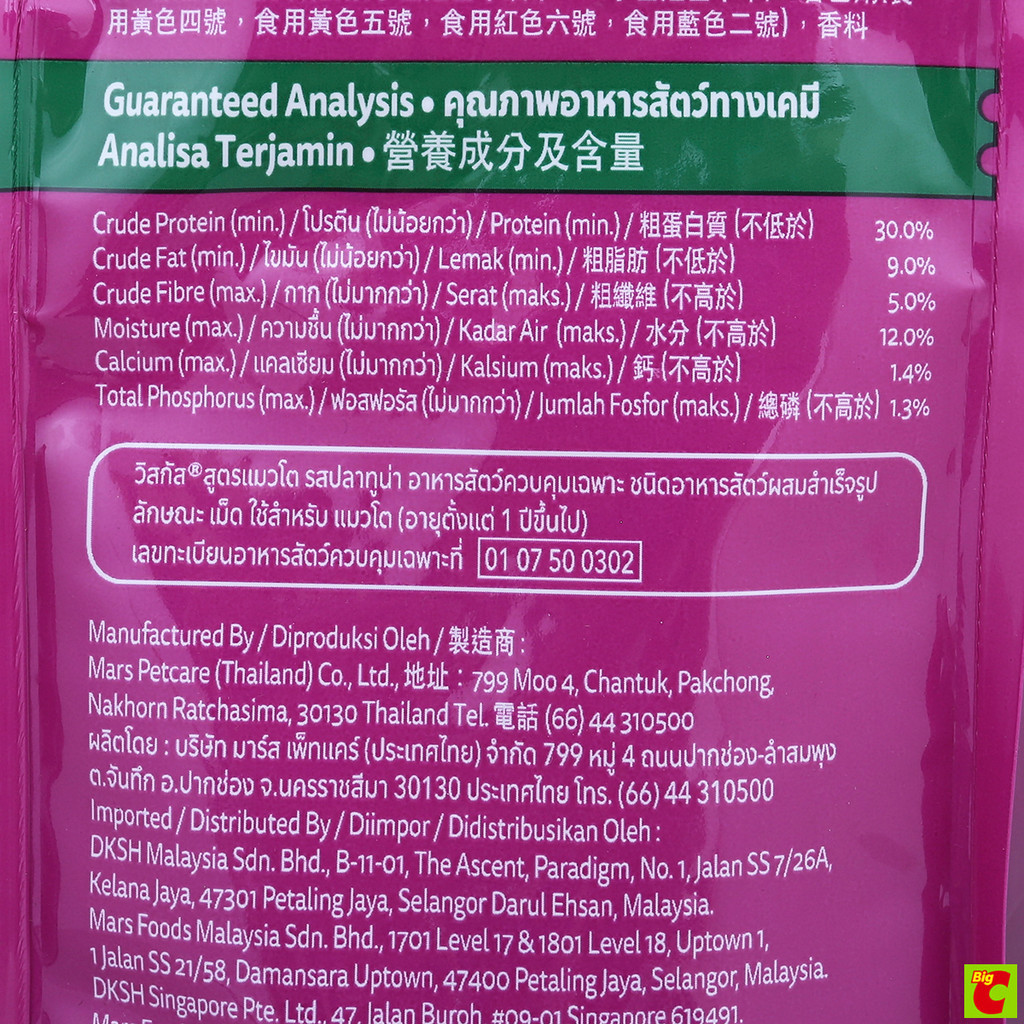 用黃色四號，食用黃色五號，食用紅色六號，食用藍色二號)，香料
Guaranteed Analysis • คุณภาพอาหารสัตว์ทางเคมี
Analisa Terjamin • 營養成分及含量
Crude Protein (min.) / โปรตีน (ไม่น้อยกว่า) / Protein (min.) / 粗蛋白質 (不低於) 30.0%
Crude Fat (min.) / ไขมัน (ไม่น้อยกว่า) / Lemak (min.) / 粗脂肪 (不低於) 9.0%
Crude Fibre (max.) / กาก (ไม่มากกว่า) / Serat (maks.) / 粗纖維 (不高於) 5.0%
Moisture (max.) / ความชื้น (ไม่มากกว่า) / Kadar Air (maks.) / 水分 (不高於) 12.0%
Calcium (max.) / แคลเซียม (ไม่มากกว่า) / Kalsium (maks.) / 鈣 (不高於) 1.4%
Total Phosphorus (max.) / ฟอสฟอรัส (ไม่มากกว่า) / Jumlah Fosfor (maks.) / 總磷 (不高於) 1.3%
วิสกัส® สูตรแมวโต รสปลาทูน่า อาหารสัตว์ควบคุมเฉพาะ ชนิดอาหารสัตว์ผสมสำเร็จรูป
ลักษณะ เม็ด ใช้สำหรับ แมวโต (อายุตั้งแต่ 1 ปีขึ้นไป)
เลขทะเบียนอาหารสัตว์ควบคุมเฉพาะที่ 01 07 50 0302
Manufactured By / Diproduksi Oleh / 製造商 :
Mars Petcare (Thailand) Co., Ltd., 地址 : 799 Moo 4, Chantuk, Pakchong,
Nakhorn Ratchasima, 30130 Thailand Tel. 電話 (66) 44 310500
ผลิตโดย : บริษัท มาร์ส เพ็ทแคร์ (ประเทศไทย) จำกัด 799 หมู่ 4 ถนนปากช่อง-ลำสมพุง
ต.จันทึก อ.ปากช่อง จ.นครราชสีมา 30130 ประเทศไทย โทร. (66) 44 310500
Imported / Distributed By / Diimpor / Didistribusikan Oleh :
DKSH Malaysia Sdn. Bhd., B-11-01, The Ascent, Paradigm, No. 1, Jalan SS 7/26A,
Kelana Jaya, 47301 Petaling Jaya, Selangor Darul Ehsan, Malaysia.
Mars Foods Malaysia Sdn. Bhd., 1701 Level 17 & 1801 Level 18, Uptown 1,
1 Jalan SS 21/58, Damansara Uptown, 47400 Petaling Jaya, Selangor, Malaysia.
DKSH Singapore Pte. Ltd., 47, Jalan Buroh, #09-01 Singapore 619491.
Big C